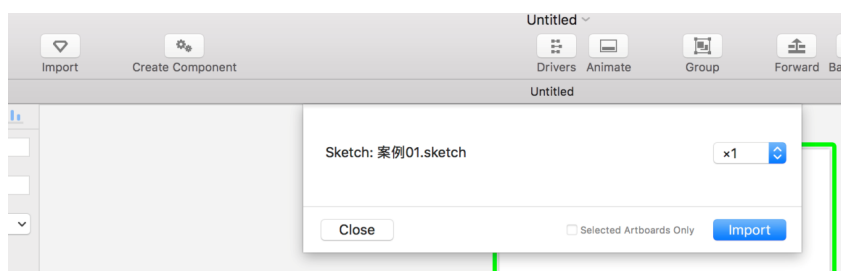 Untitled
Import Create Component Drivers Animate Group Forward
Untitled
Sketch: 案例01.sketch ×1
Close Selected Artboards Only Import